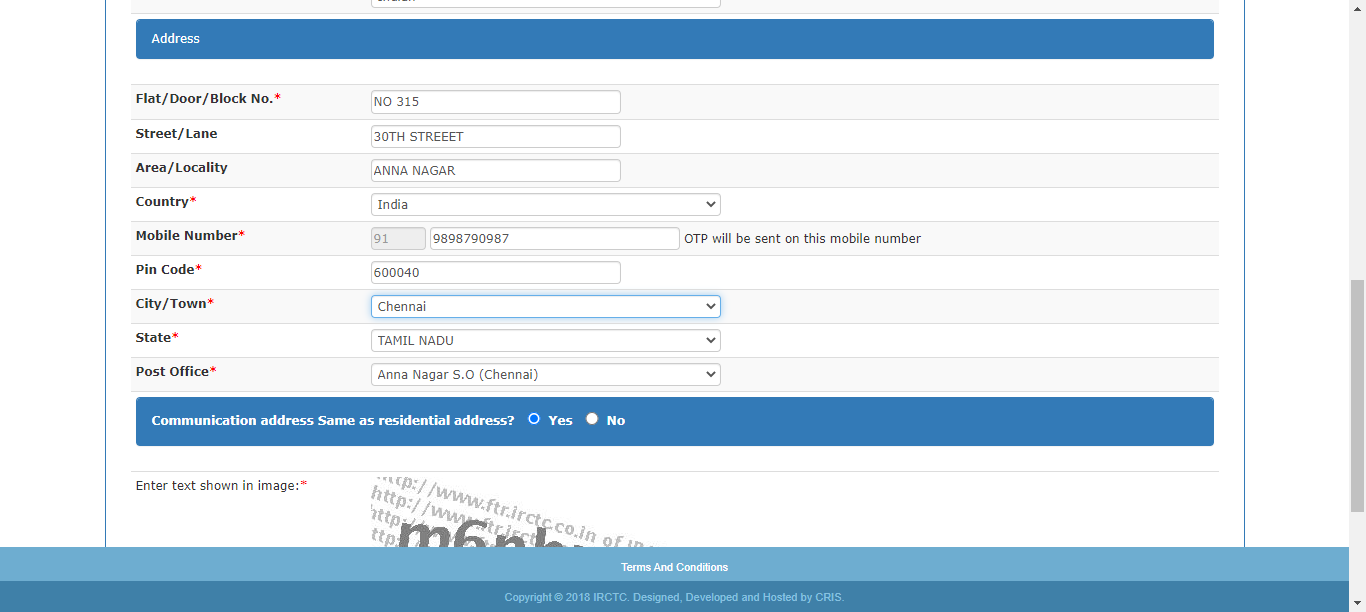 Address
Flat/Door/Block No.*
NO 315
Street/Lane
30TH STREEET
Area/Locality
ANNA NAGAR
Country*
India
Mobile Number*
91
9898790987
OTP will be sent on this mobile number
Pin Code*
600040
City/Town*
Chennai
State*
TAMIL NADU
Post Office*
Anna Nagar S.O (Chennai)
Communication address Same as residential address? Yes No
Enter text shown in image:*
http://www.ftr.irctc.co.in
Terms And Conditions
Copyright © 2018 IRCTC. Designed, Developed and Hosted by CRIS.